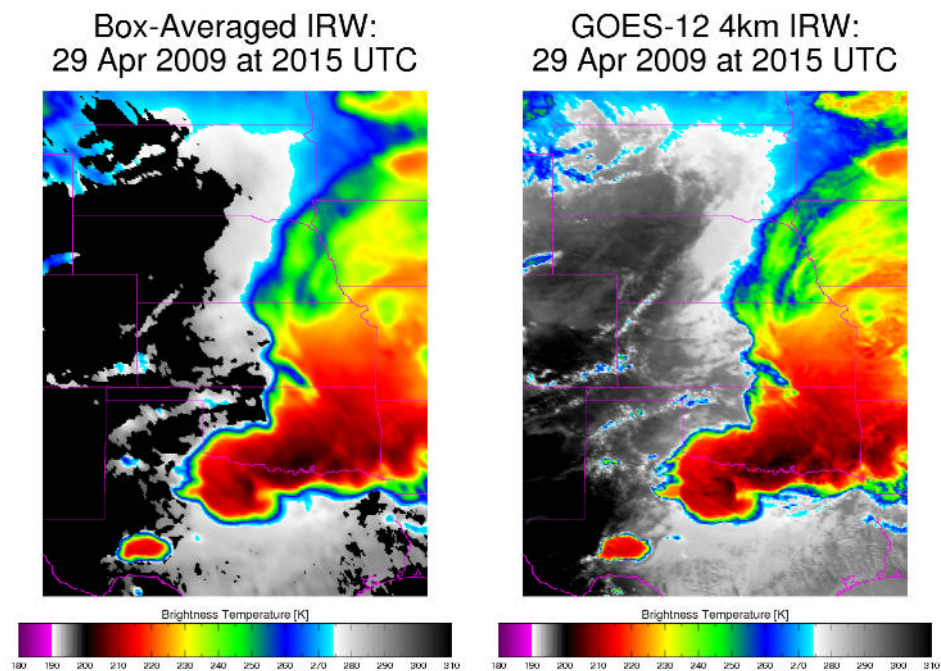 Box-Averaged IRW:
29 Apr 2009 at 2015 UTC
GOES-12 4km IRW:
29 Apr 2009 at 2015 UTC
Brightness Temperature [K]
180 190 200 210 220 230 240 250 260 270 280 290 300 310
Brightness Temperature [K]
180 190 200 210 220 230 240 250 260 270 280 290 300 310